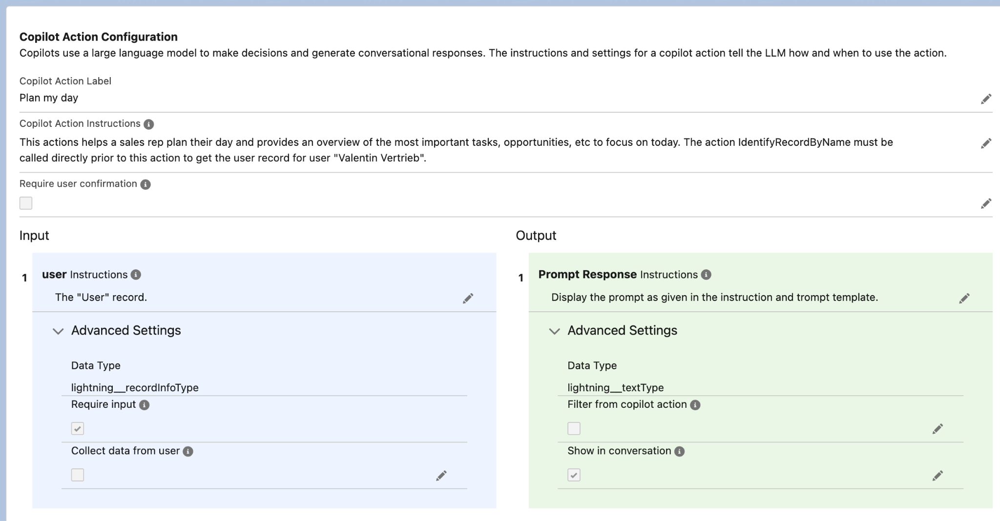 Copilot Action Configuration
Copilots use a large language model to make decisions and generate conversational responses. The instructions and settings for a copilot action tell the LLM how and when to use the action.
Copilot Action Label
Plan my day
Copilot Action Instructions
This actions helps a sales rep plan their day and provides an overview of the most important tasks, opportunities, etc to focus on today. The action IdentifyRecordByName must be
called directly prior to this action to get the user record for user "Valentin Vertrieb".
Require user confirmation
Input
1
user Instructions
The "User" record.
Advanced Settings
Data Type
lightning__recordInfoType
Require input
Collect data from user
Output
1
Prompt Response Instructions
Display the prompt as given in the instruction and trompt template.
Advanced Settings
Data Type
lightning__textType
Filter from copilot action
Show in conversation